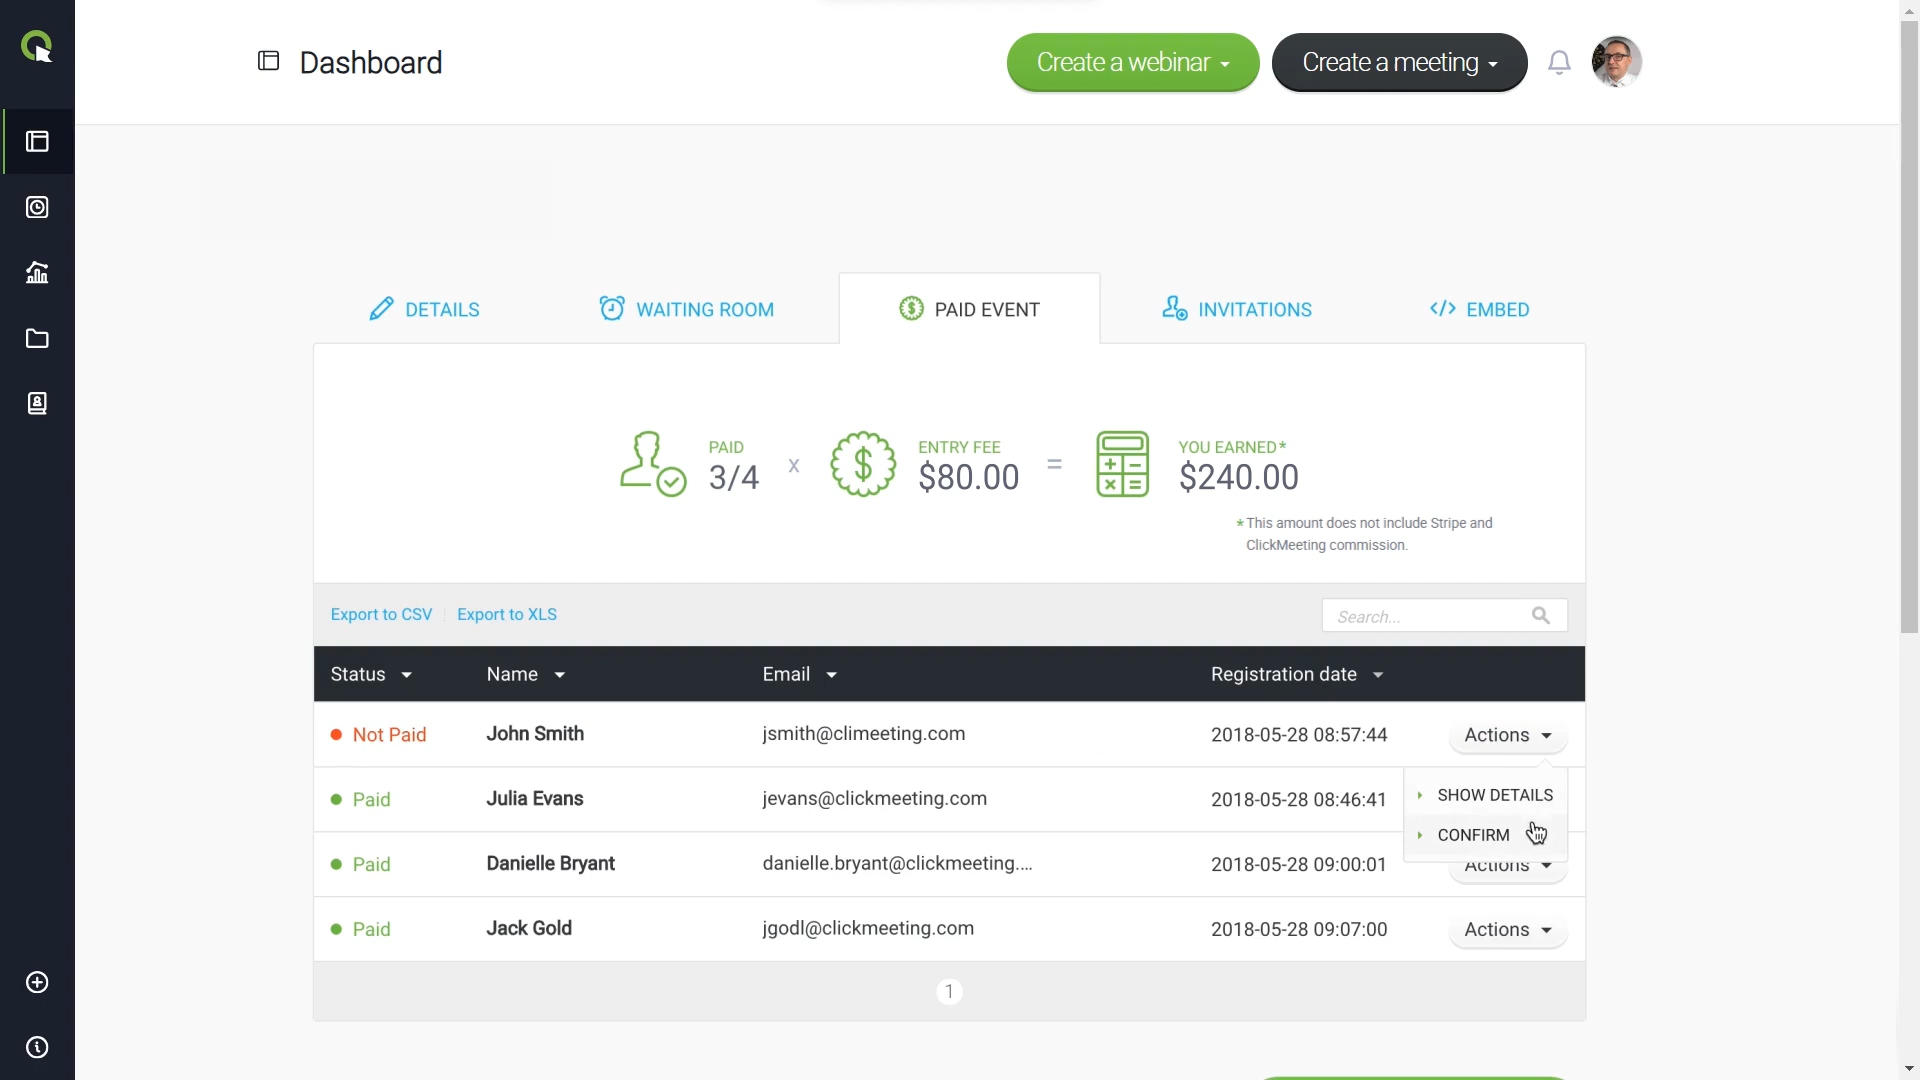 Dashboard
Create a webinar
Create a meeting
DETAILS
WAITING ROOM
PAID EVENT
INVITATIONS
</> EMBED
PAID
3/4
x
ENTRY FEE
$80.00
=
YOU EARNED*
$240.00
* This amount does not include Stripe and
ClickMeeting commission.
Export to CSV
Export to XLS
Search...
Status Name Email Registration date
Not Paid John Smith jsmith@climeeting.com 2018-05-28 08:57:44 Actions
Paid Julia Evans jevans@clickmeeting.com 2018-05-28 08:46:41
SHOW DETAILS
CONFIRM
Paid Danielle Bryant danielle.bryant@clickmeeting.... 2018-05-28 09:00:01 Actions
Paid Jack Gold jgodl@clickmeeting.com 2018-05-28 09:07:00 Actions
1